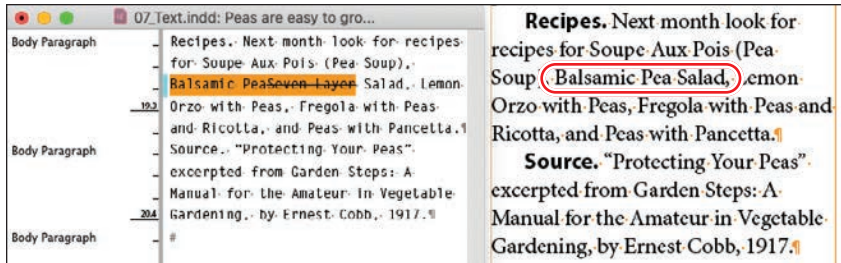 07_Text.indd: Peas are easy to gro...
Body Paragraph
Recipes. Next month look for recipes
for Soupe Aux Pois (Pea Soup),
Balsamic PeaSeven Layer Salad, Lemon
19.3
Orzo with Peas, Fregola with Peas
and Ricotta, and Peas with Pancetta.¶
Body Paragraph
Source. "Protecting Your Peas"
excerpted from Garden Steps: A
Manual for the Amateur in Vegetable
20.4
Gardening, by Ernest Cobb, 1917.¶
Body Paragraph
#
Recipes. Next month look for
recipes for Soupe Aux Pois (Pea
Soup), Balsamic Pea Salad, Lemon
Orzo with Peas, Fregola with Peas and
Ricotta, and Peas with Pancetta.¶
Source. “Protecting Your Peas”
excerpted from Garden Steps: A
Manual for the Amateur in Vegetable
Gardening, by Ernest Cobb, 1917.¶